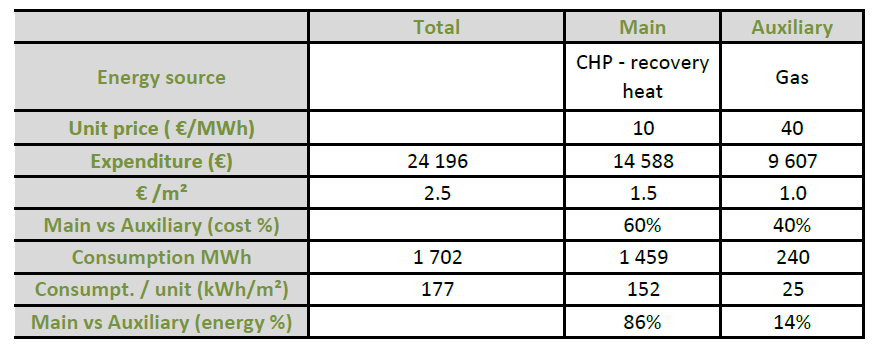 Total Main Auxiliary
Energy source CHP - recovery heat Gas
Unit price ( €/MWh) 10 40
Expenditure (€) 24 196 14 588 9 607
€ /m² 2.5 1.5 1.0
Main vs Auxiliary (cost %) 60% 40%
Consumption MWh 1 702 1 459 240
Consumpt. / unit (kWh/m²) 177 152 25
Main vs Auxiliary (energy %) 86% 14%